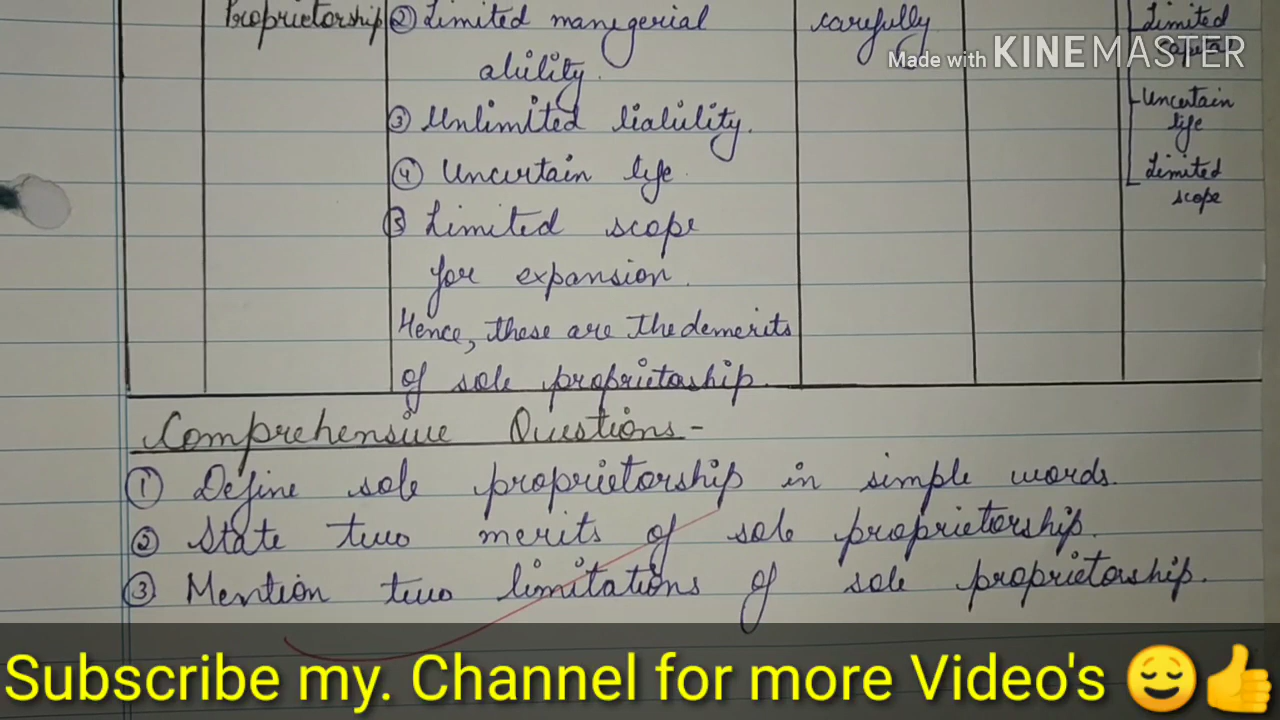 Proprietorship
② Limited managerial
ability.
③ Unlimited liability.
④ Uncertain life.
⑤ Limited scope
for expansion.
Hence, these are the demerits
of sole proprietorship.
carefully
Limited
capital
Uncertain
life
Limited
scope
Made with KINEMASTER
Comprehensive Questions-
① Define sole proprietorship in simple words.
② State two merits of sole proprietorship.
③ Mention two limitations of sole proprietorship.
Subscribe my. Channel for more Video's 😌👍